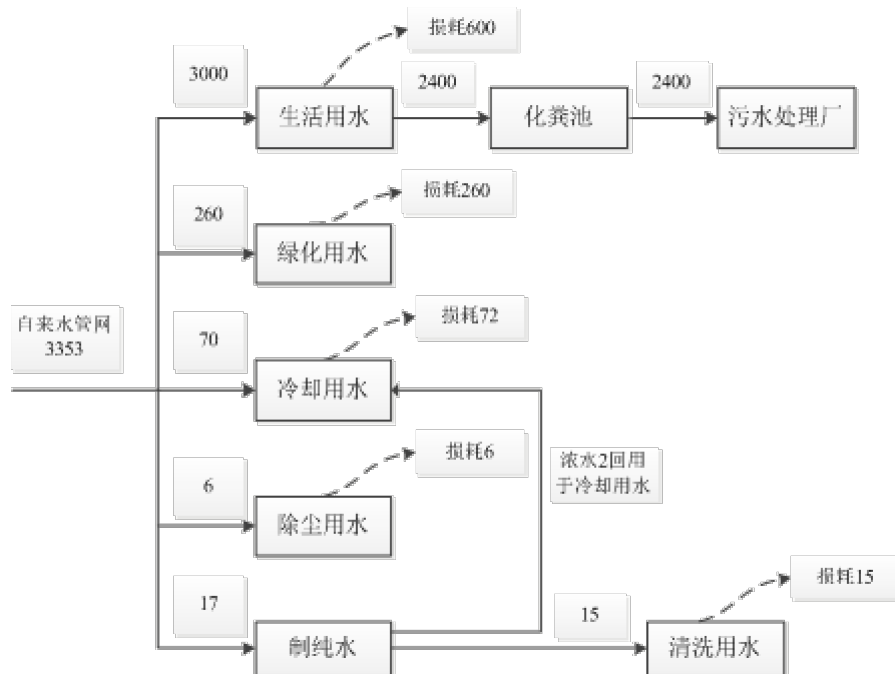 损耗600
3000
2400
2400
生活用水
化粪池
污水处理厂
损耗260
260
绿化用水
损耗72
自来水管网
3353
70
冷却用水
损耗6
浓水2回用
于冷却用水
6
除尘用水
损耗15
17
15
制纯水
清洗用水